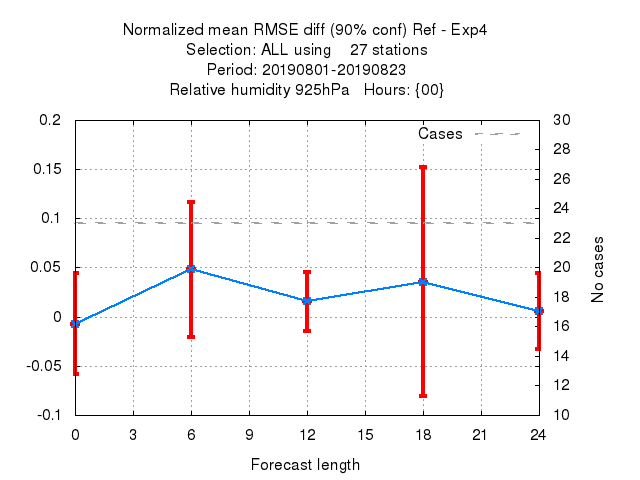 Normalized mean RMSE diff (90% conf) Ref - Exp4
Selection: ALL using    27 stations
Period: 20190801-20190823
Relative humidity 925hPa   Hours: {00}
Cases
0.2
0.15
0.1
0.05
0
-0.05
-0.1
30
28
26
24
22
20
18
16
14
12
10
No cases
0 3 6 9 12 15 18 21 24
Forecast length